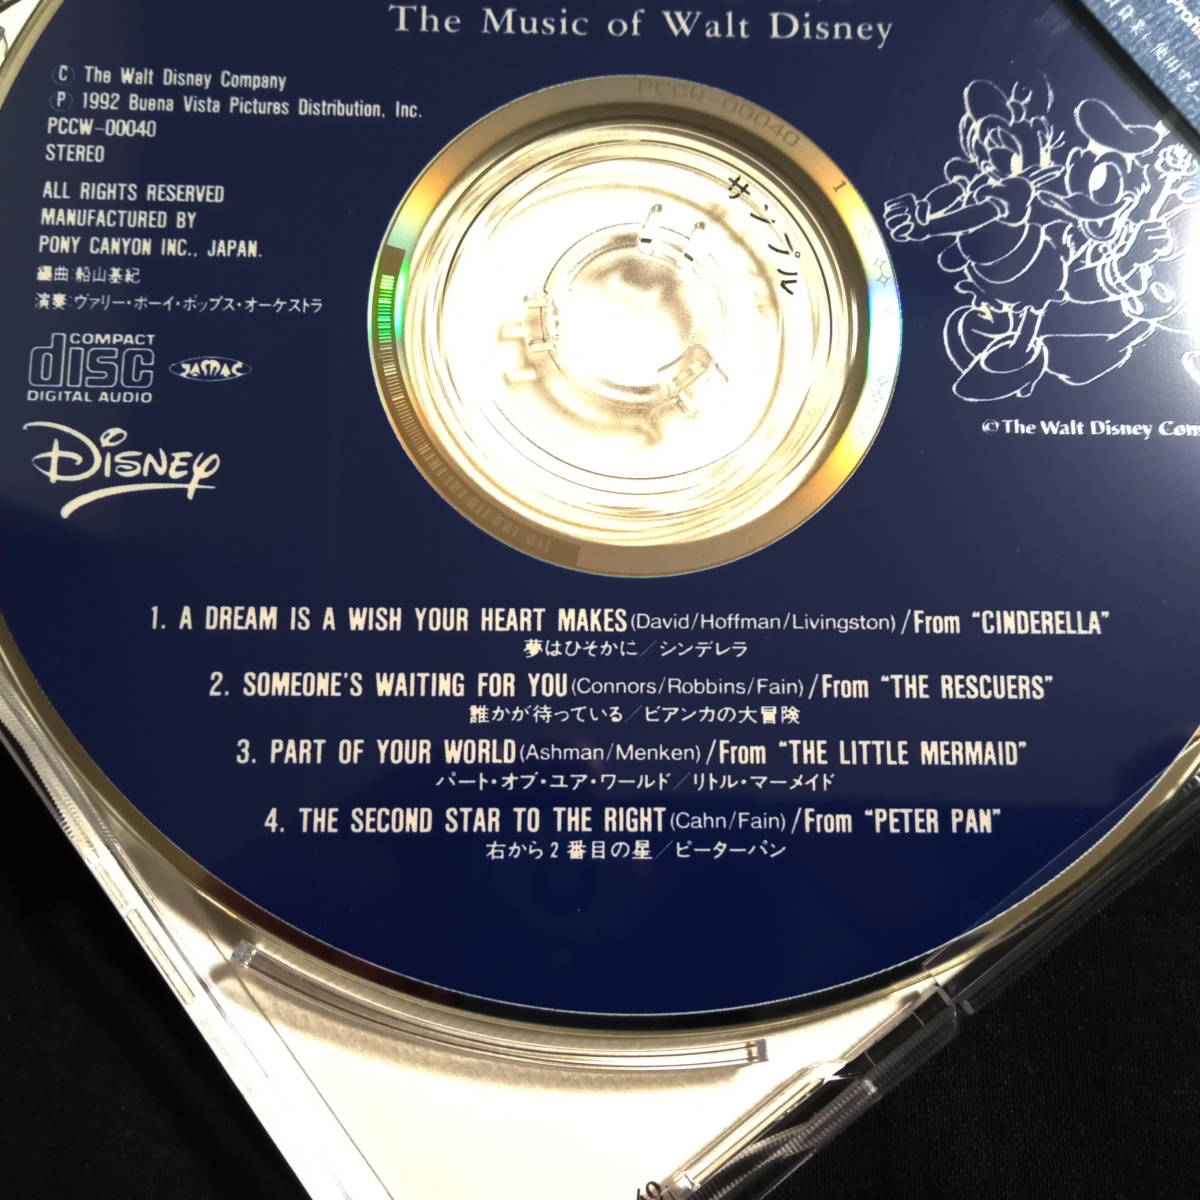 The Music of Walt Disney
Ⓒ The Walt Disney Company
Ⓟ 1992 Buena Vista Pictures Distribution, Inc.
PCCW-00040
STEREO
ALL RIGHTS RESERVED
MANUFACTURED BY
PONY CANYON INC., JAPAN.
編曲:船山基紀
演奏:ヴァリー・ボーイ・ポップス・オーケストラ
COMPACT
disc
DIGITAL AUDIO
JASRAC
DISNEY
PCCW-00040
1
サンプル
©The Walt Disney Com
1. A DREAM IS A WISH YOUR HEART MAKES(David/Hoffman/Livingston)/From “CINDERELLA”
夢はひそかに/シンデレラ
2. SOMEONE'S WAITING FOR YOU(Connors/Robbins/Fain)/From “THE RESCUERS”
誰かが待っている/ビアンカの大冒険
3. PART OF YOUR WORLD(Ashman/Menken)/From “THE LITTLE MERMAID”
パート・オブ・ユア・ワールド/リトル・マーメイド
4. THE SECOND STAR TO THE RIGHT(Cahn/Fain)/From “PETER PAN”
右から2番目の星/ピーターパン